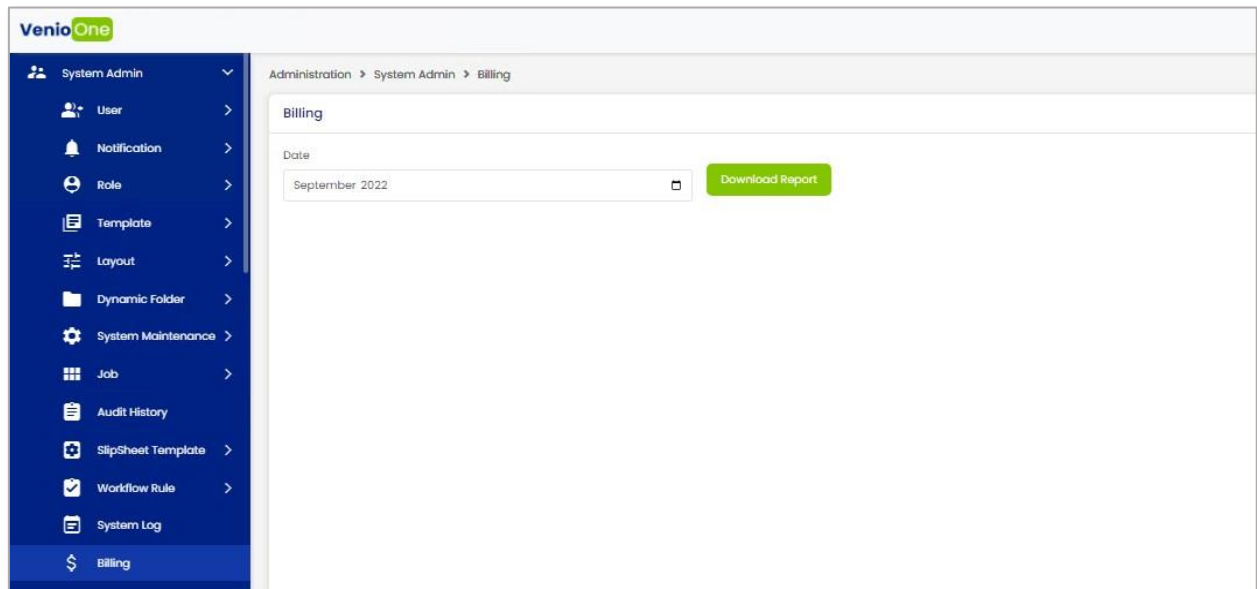 VenioOne
System Admin
User
Notification
Role
Template
Layout
Dynamic Folder
System Maintenance
Job
Audit History
SlipSheet Template
Workflow Rule
System Log
Billing
Administration > System Admin > Billing
Billing
Date
September 2022
Download Report